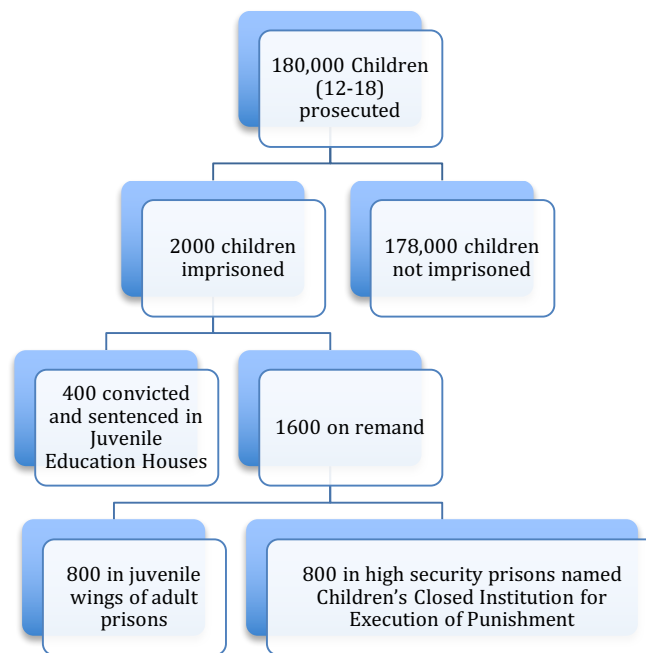 180,000 Children
(12-18)
prosecuted
2000 children
imprisoned
178,000 children
not imprisoned
400 convicted
and sentenced in
Juvenile
Education Houses
1600 on remand
800 in juvenile
wings of adult
prisons
800 in high security prisons named
Children’s Closed Institution for
Execution of Punishment